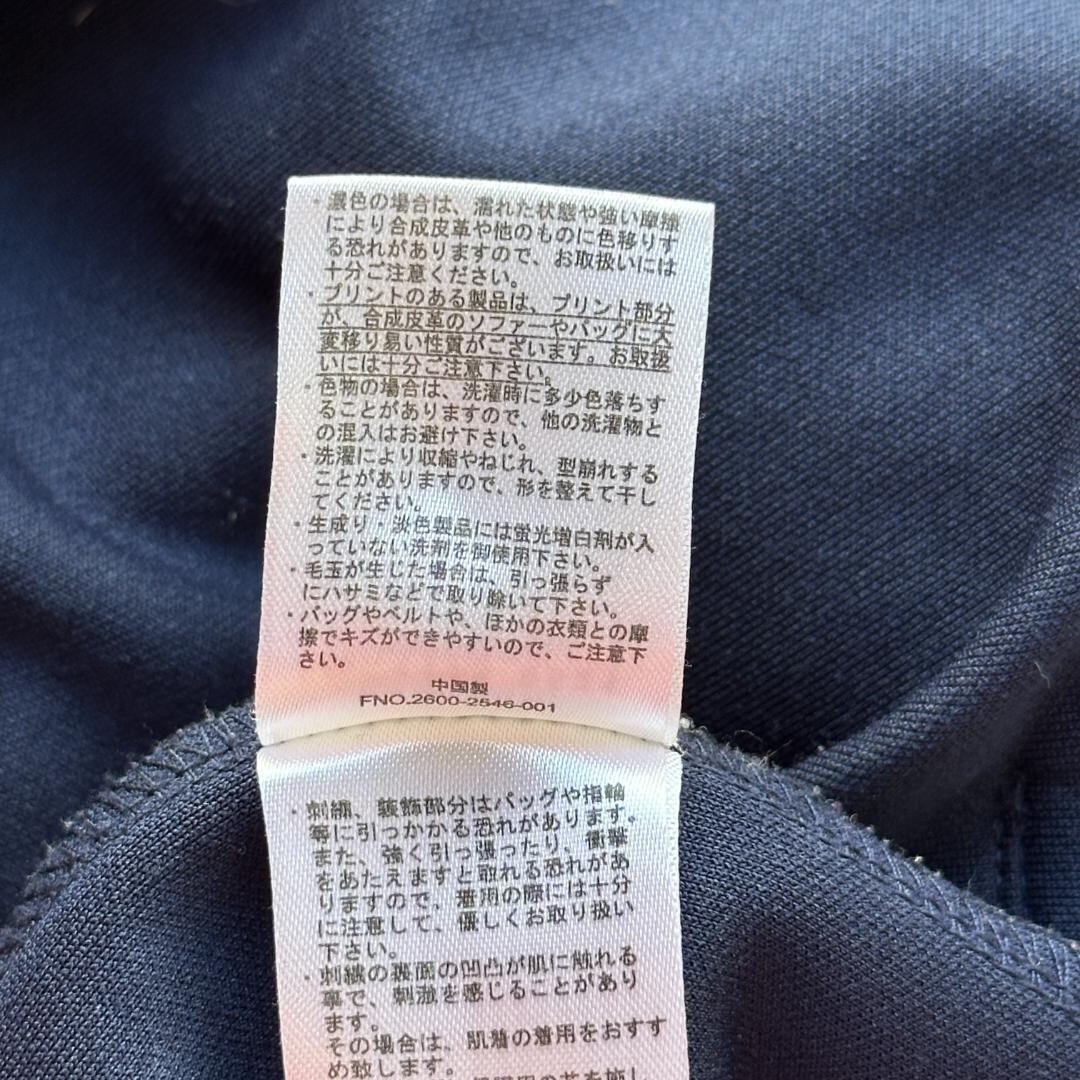 ・濃色の場合は、濡れた状態や強い摩擦
により合成皮革や他のものに色移りす
る恐れがありますので、お取扱いには
十分ご注意ください。
・プリントのある製品は、プリント部分
が、合成皮革のソファーやバッグに大
変移り易い性質がございます。お取扱
いには十分ご注意下さい。
・色物の場合は、洗濯時に多少色落ちす
ることがありますので、他の洗濯物と
の混入はお避け下さい。
・洗濯により収縮やねじれ、型崩れする
ことがありますので、形を整えて干し
てください。
・生成り・淡色製品には蛍光増白剤が入
っていない洗剤を御使用下さい。
・毛玉が生じた場合は、引っ張らず
にハサミなどで取り除いて下さい。
・バッグやベルトや、ほかの衣類との摩
擦でキズができやすいので、ご注意下
さい。
中国製
FNO.2600-2546-001
・刺繍、装飾部分はバッグや指輪
等に引っかかる恐れがあります。
また、強く引っ張ったり、衝撃
をあたえますと取れる恐れがあ
りますので、着用の際には十分
に注意して、優しくお取り扱い
下さい。
・刺繍の裏面の凹凸が肌に触れる
事で、刺激を感じることがあり
ます。
その場合は、肌着の着用をおすす
め致します。